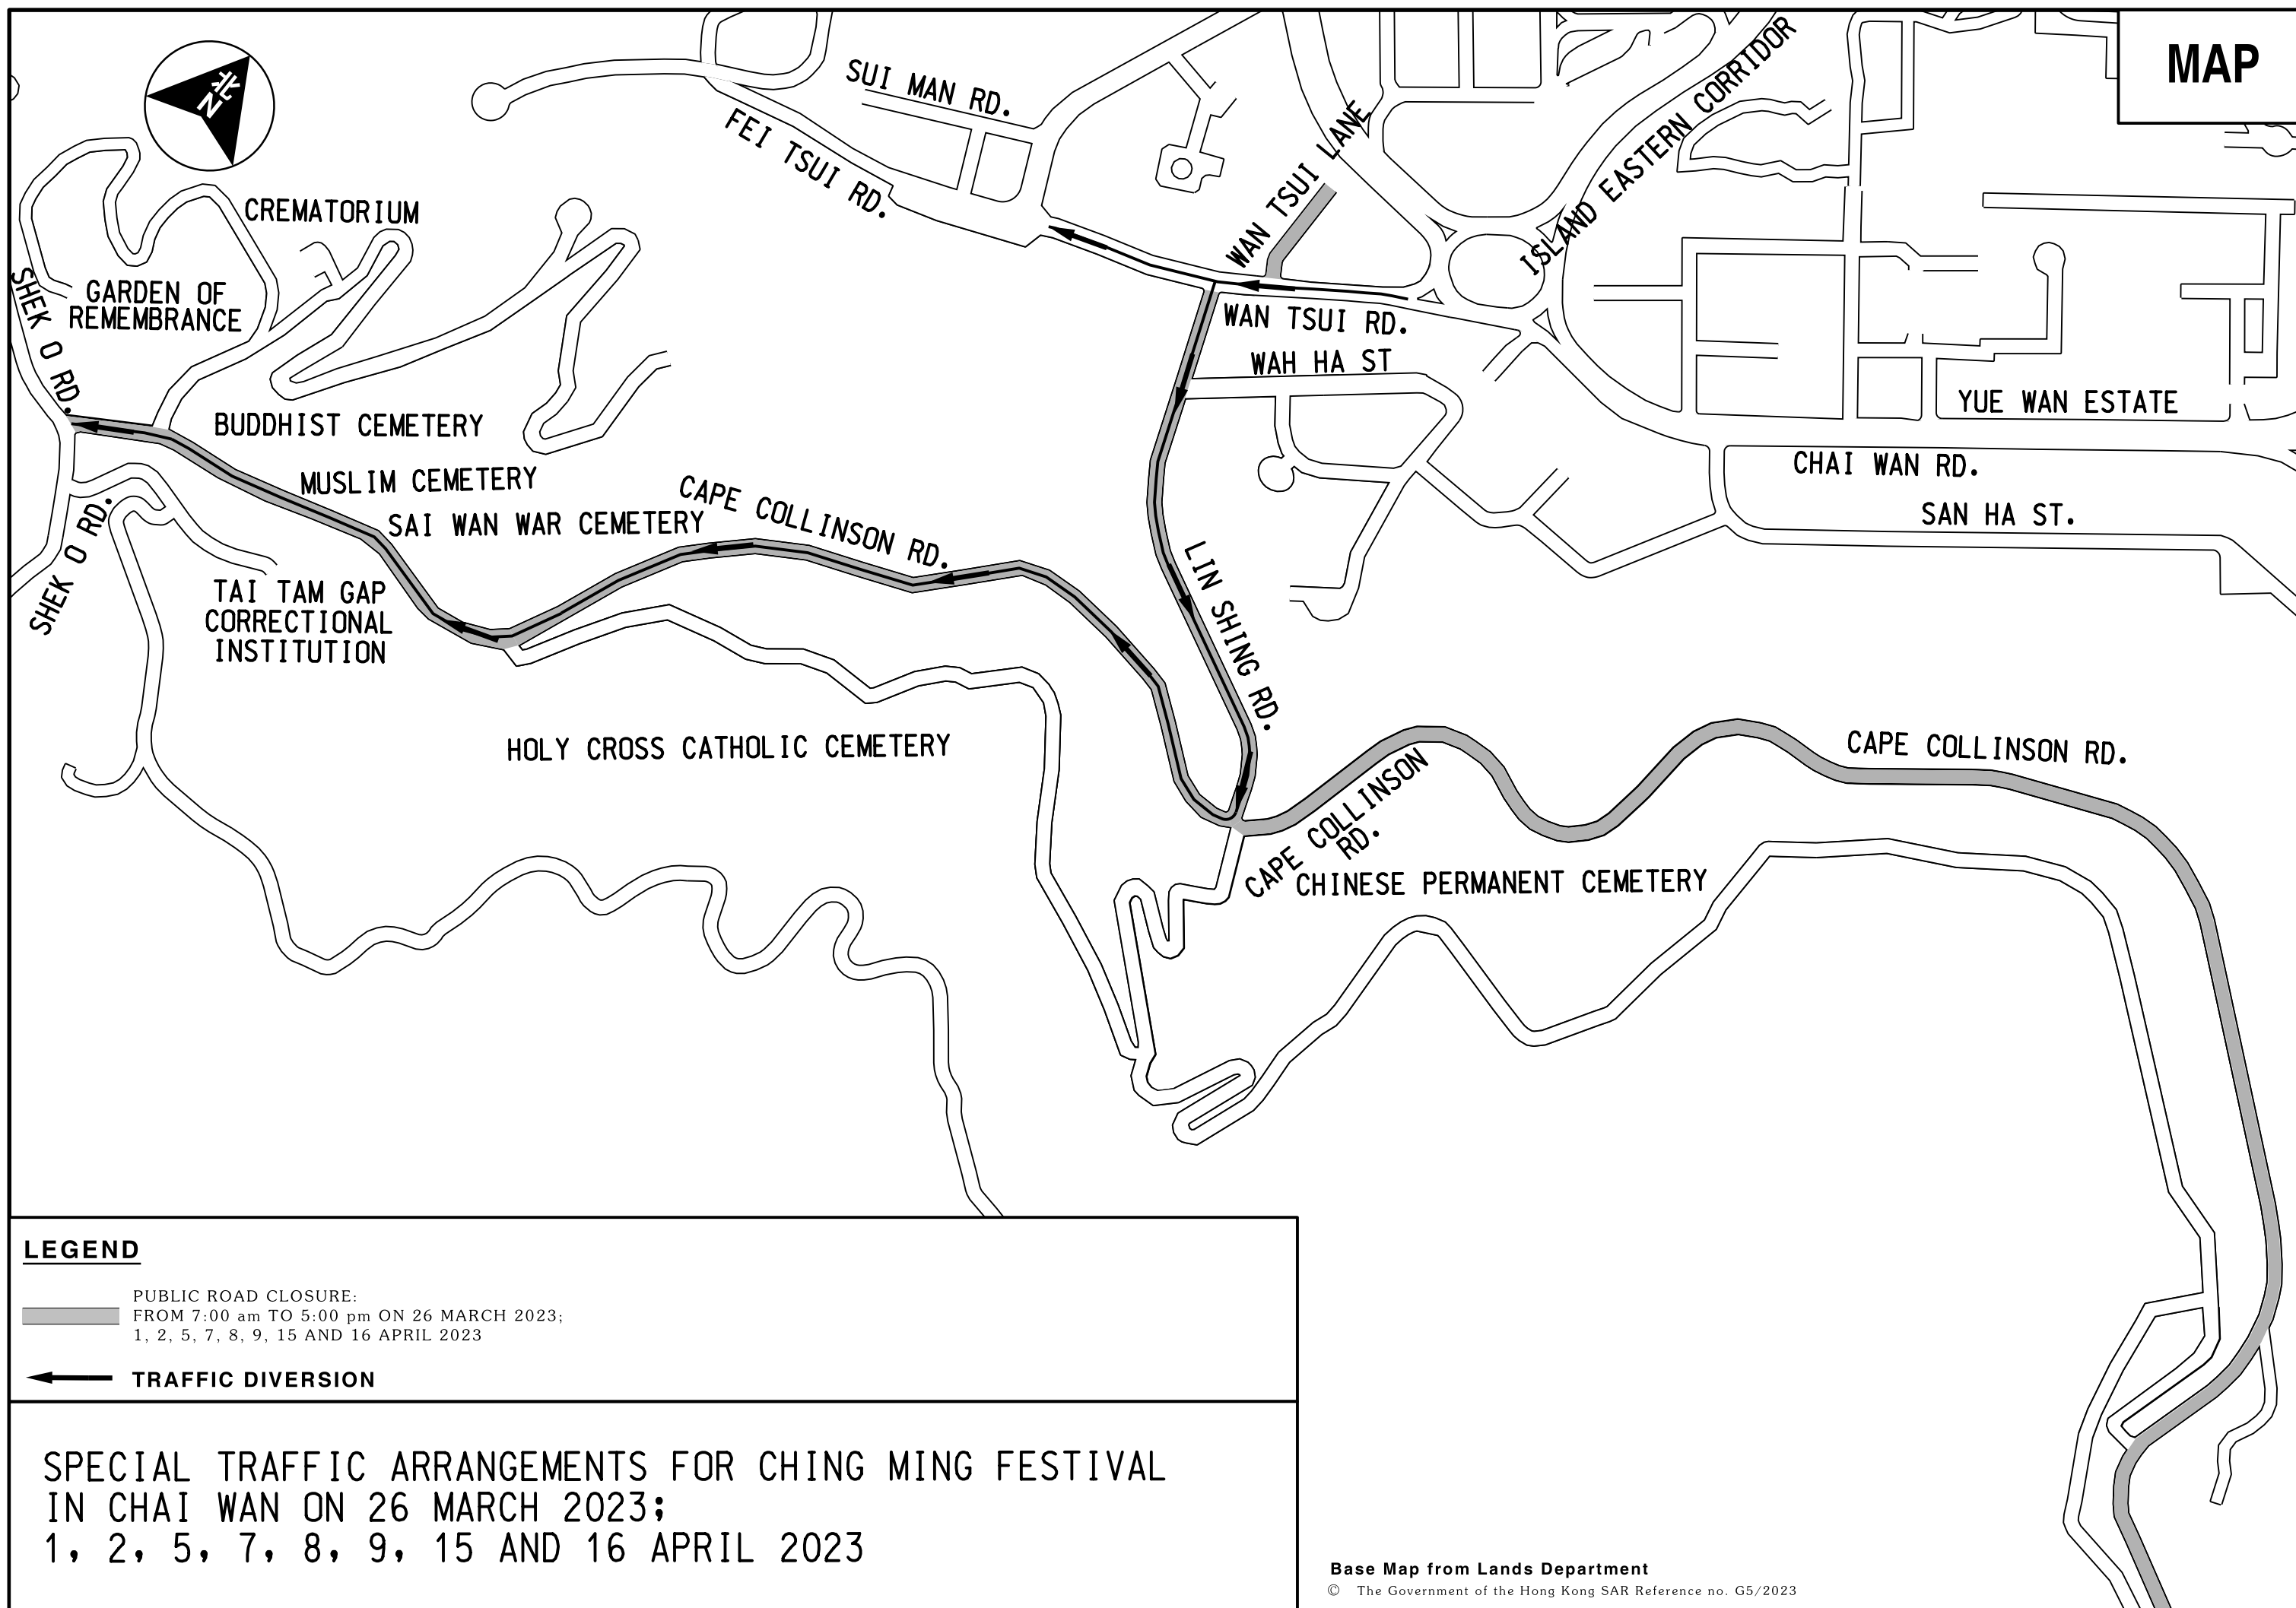 MAP
北
N
SUI MAN RD.
FEI TSUI RD.
WAN TSUI LANE
ISLAND EASTERN CORRIDOR
CREMATORIUM
GARDEN OF
REMEMBRANCE
SHEK O RD.
WAN TSUI RD.
WAH HA ST
YUE WAN ESTATE
BUDDHIST CEMETERY
CHAI WAN RD.
MUSLIM CEMETERY
SAN HA ST.
SAI WAN WAR CEMETERY
CAPE COLLINSON RD.
SHEK O RD.
LIN SHING RD.
TAI TAM GAP
CORRECTIONAL
INSTITUTION
HOLY CROSS CATHOLIC CEMETERY
CAPE COLLINSON RD.
CAPE COLLINSON
RD.
CHINESE PERMANENT CEMETERY
LEGEND
PUBLIC ROAD CLOSURE:
FROM 7:00 am TO 5:00 pm ON 26 MARCH 2023;
1, 2, 5, 7, 8, 9, 15 AND 16 APRIL 2023
TRAFFIC DIVERSION
SPECIAL TRAFFIC ARRANGEMENTS FOR CHING MING FESTIVAL
IN CHAI WAN ON 26 MARCH 2023;
1, 2, 5, 7, 8, 9, 15 AND 16 APRIL 2023
Base Map from Lands Department
© The Government of the Hong Kong SAR Reference no. G5/2023